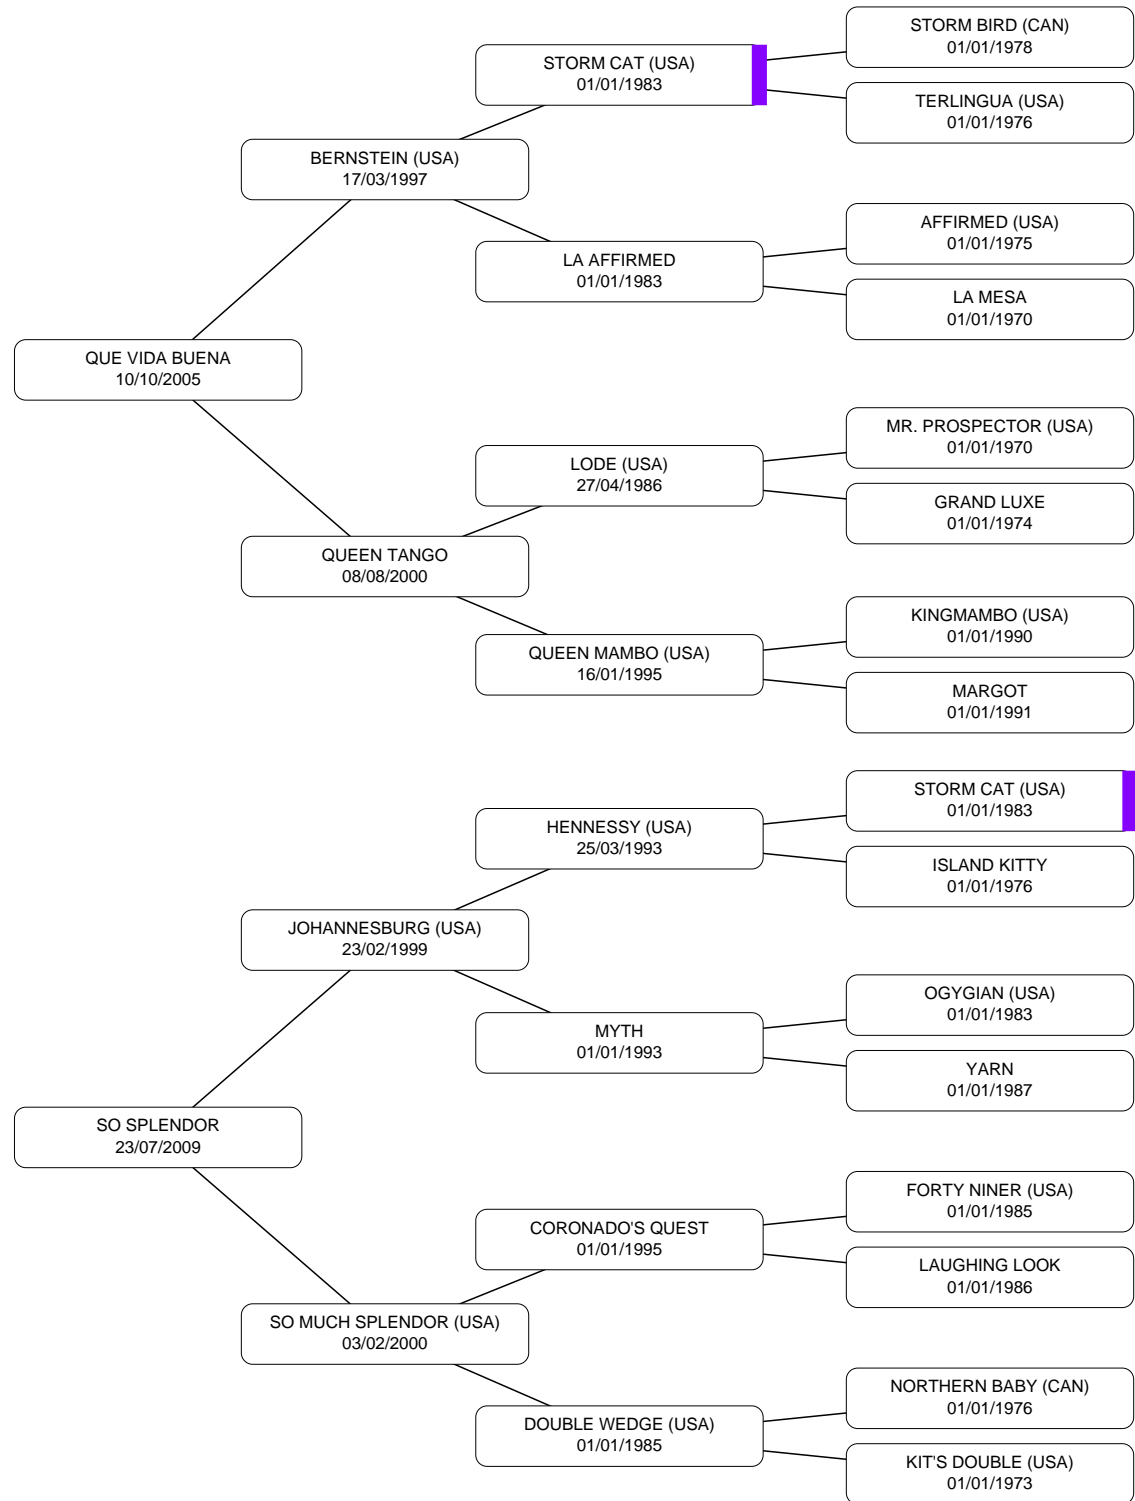 STORM BIRD (CAN)
01/01/1978
STORM CAT (USA)
01/01/1983
TERLINGUA (USA)
01/01/1976
BERNSTEIN (USA)
17/03/1997
AFFIRMED (USA)
01/01/1975
LA AFFIRMED
01/01/1983
LA MESA
01/01/1970
QUE VIDA BUENA
10/10/2005
MR. PROSPECTOR (USA)
01/01/1970
LODE (USA)
27/04/1986
GRAND LUXE
01/01/1974
QUEEN TANGO
08/08/2000
KINGMAMBO (USA)
01/01/1990
QUEEN MAMBO (USA)
16/01/1995
MARGOT
01/01/1991
STORM CAT (USA)
01/01/1983
HENNESSY (USA)
25/03/1993
ISLAND KITTY
01/01/1976
JOHANNESBURG (USA)
23/02/1999
OGYGIAN (USA)
01/01/1983
MYTH
01/01/1993
YARN
01/01/1987
SO SPLENDOR
23/07/2009
FORTY NINER (USA)
01/01/1985
CORONADO'S QUEST
01/01/1995
LAUGHING LOOK
01/01/1986
SO MUCH SPLENDOR (USA)
03/02/2000
NORTHERN BABY (CAN)
01/01/1976
DOUBLE WEDGE (USA)
01/01/1985
KIT'S DOUBLE (USA)
01/01/1973